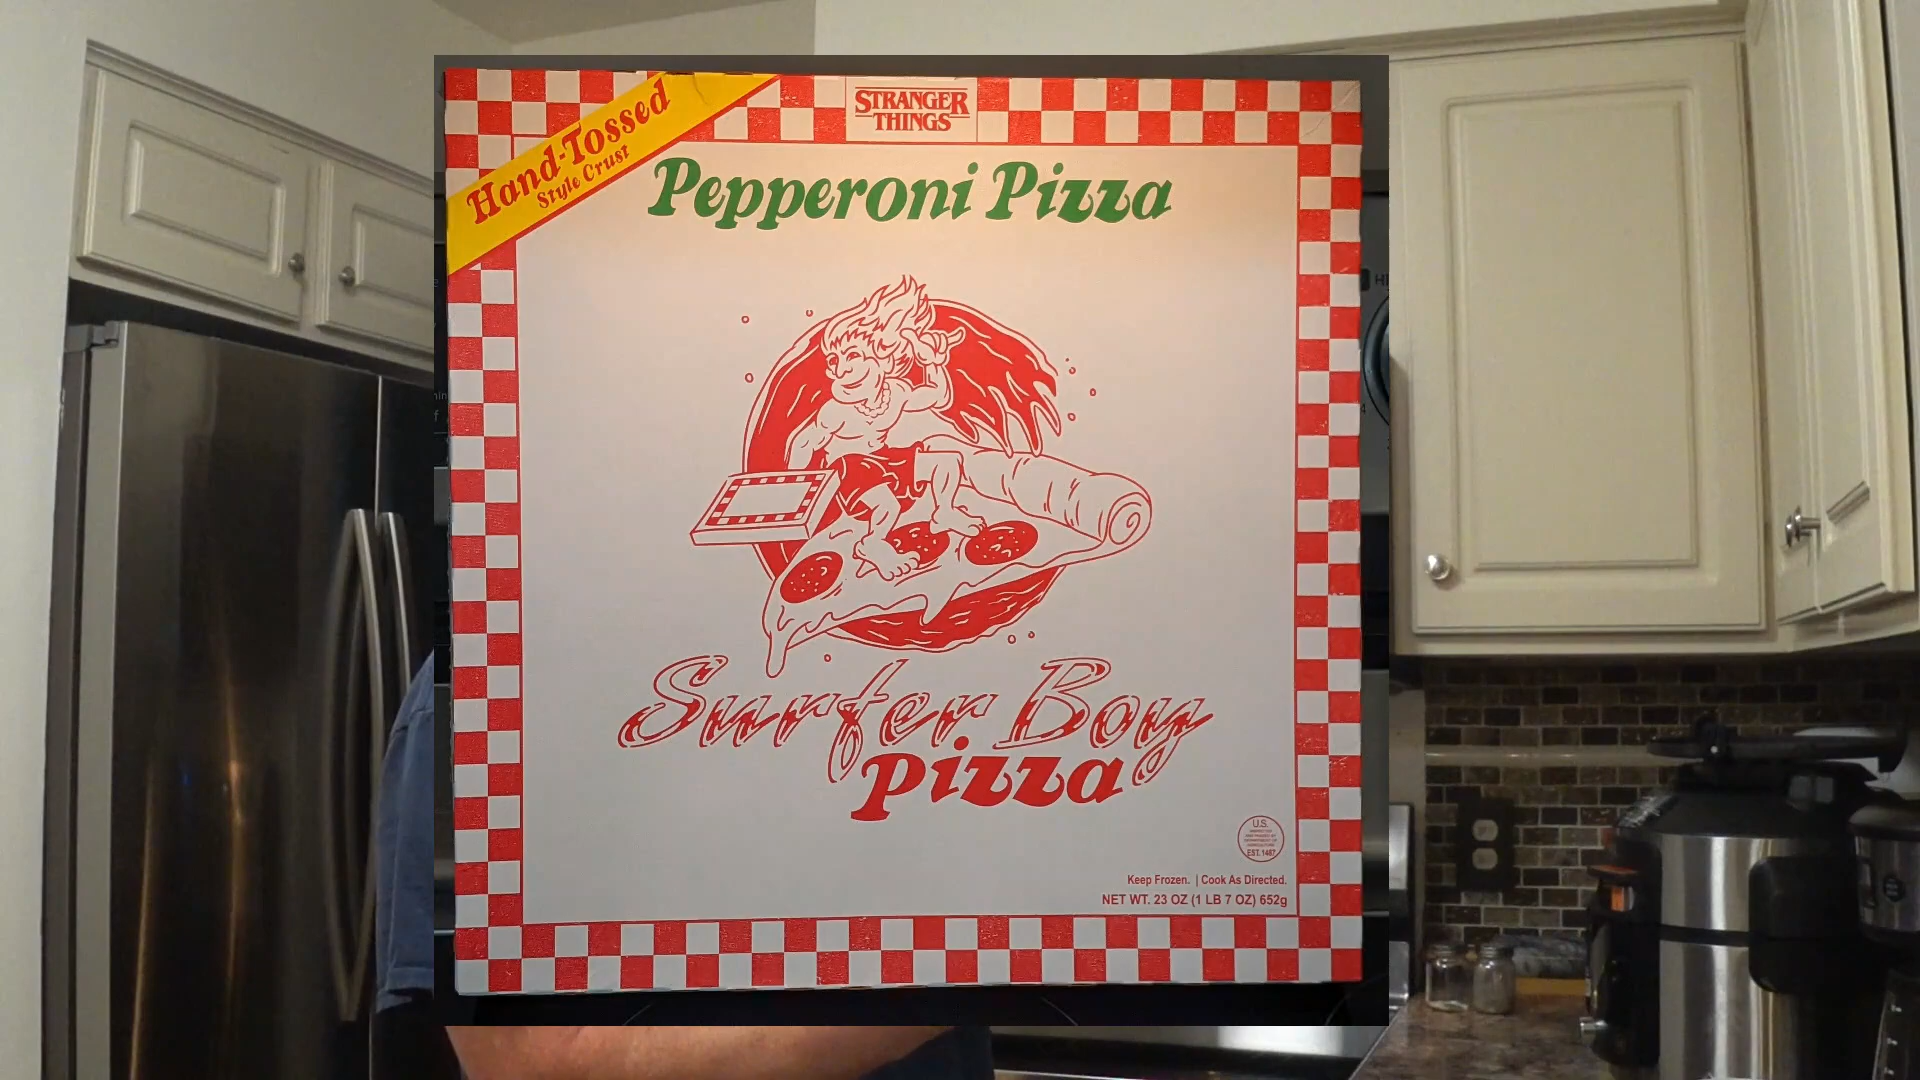 Hand-Tossed
Style Crust
STRANGER
THINGS
Pepperoni Pizza
Surfer Boy
Pizza
U.S.
EST. 1487
Keep Frozen. | Cook As Directed.
NET WT. 23 OZ (1 LB 7 OZ) 652g